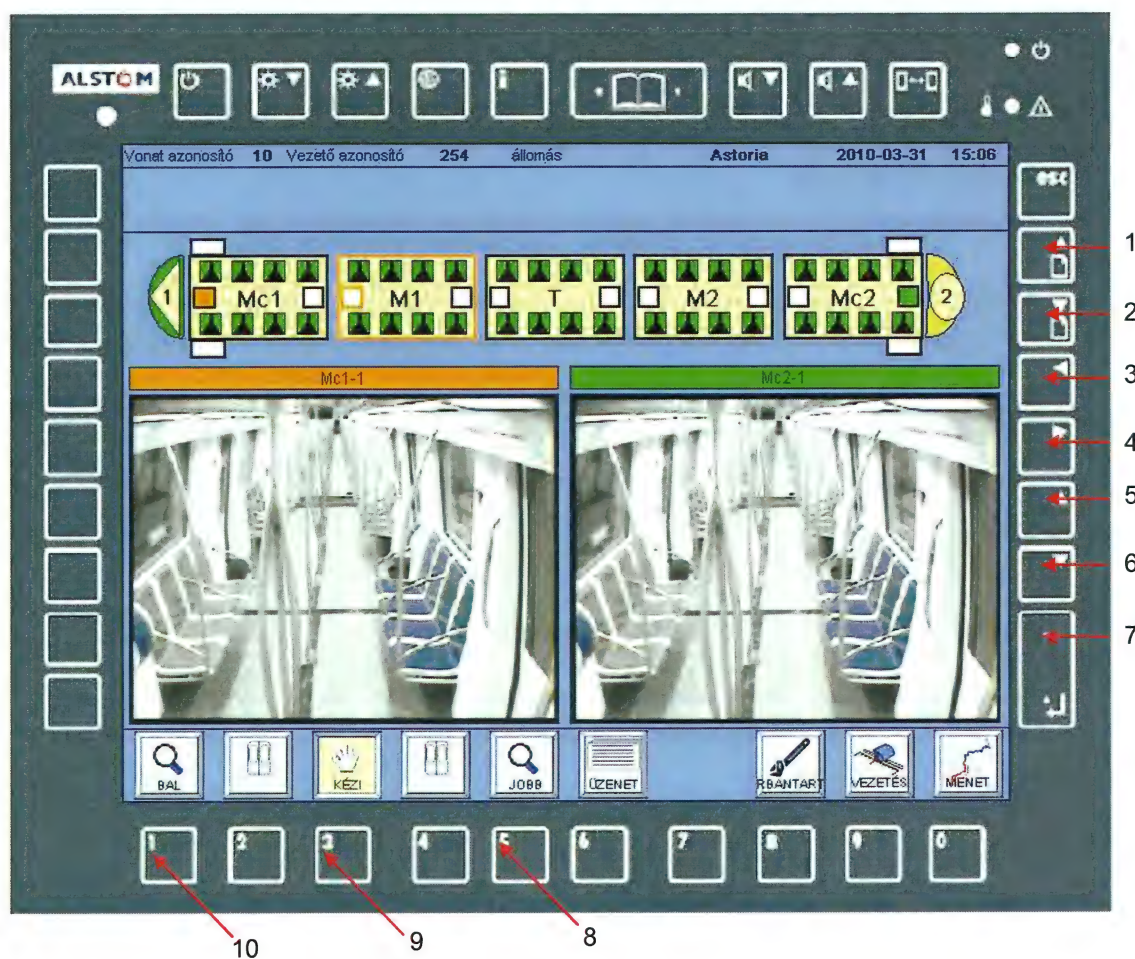 ALSTOM
esc
Vonat azonosító 10 Vezető azonosító 254 állomás Astoria 2010-03-31 15:06
1 Mc1 M1 T M2 Mc2 2
Mc1-1 Mc2-1
BAL KÉZI JOBB ÜZENET RBANTART VEZETÉS MENET
1 2 3 4 5 6 7 8 9 0
1
2
3
4
5
6
7
10 9 8